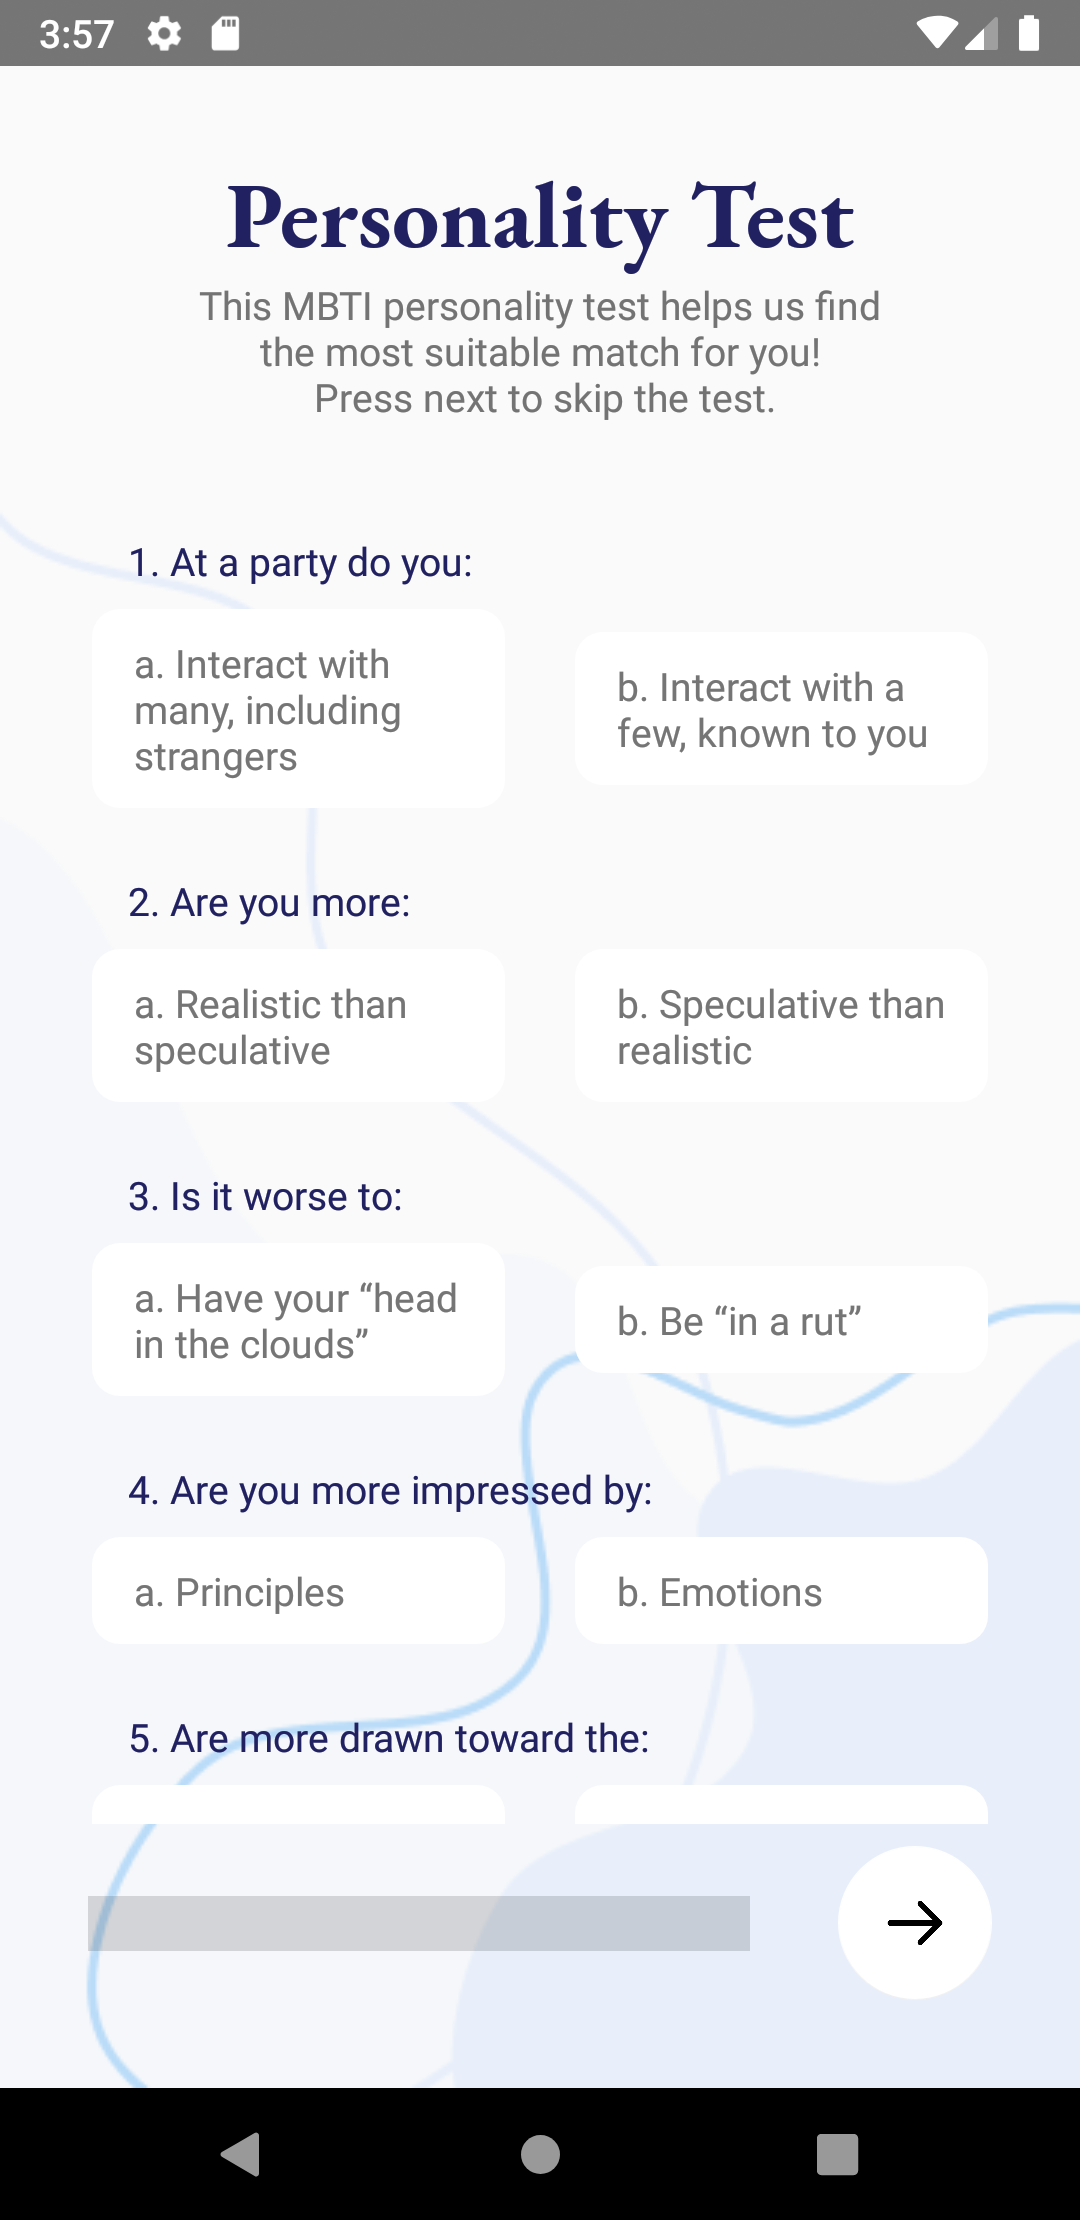 3:57
Personality Test
This MBTI personality test helps us find
the most suitable match for you!
Press next to skip the test.
1. At a party do you:
a. Interact with
many, including
strangers
b. Interact with a
few, known to you
2. Are you more:
a. Realistic than
speculative
b. Speculative than
realistic
3. Is it worse to:
a. Have your “head
in the clouds”
b. Be “in a rut”
4. Are you more impressed by:
a. Principles
b. Emotions
5. Are more drawn toward the: